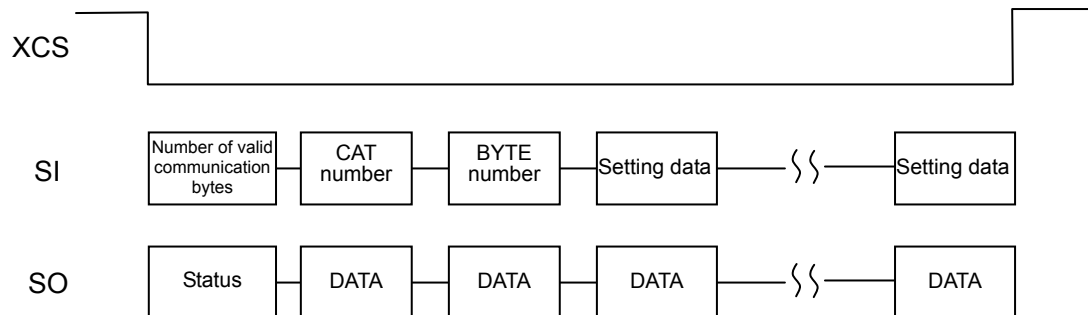 XCS
SI
Number of valid
communication
bytes
CAT
number
BYTE
number
Setting data
Setting data
SO
Status
DATA
DATA
DATA
DATA